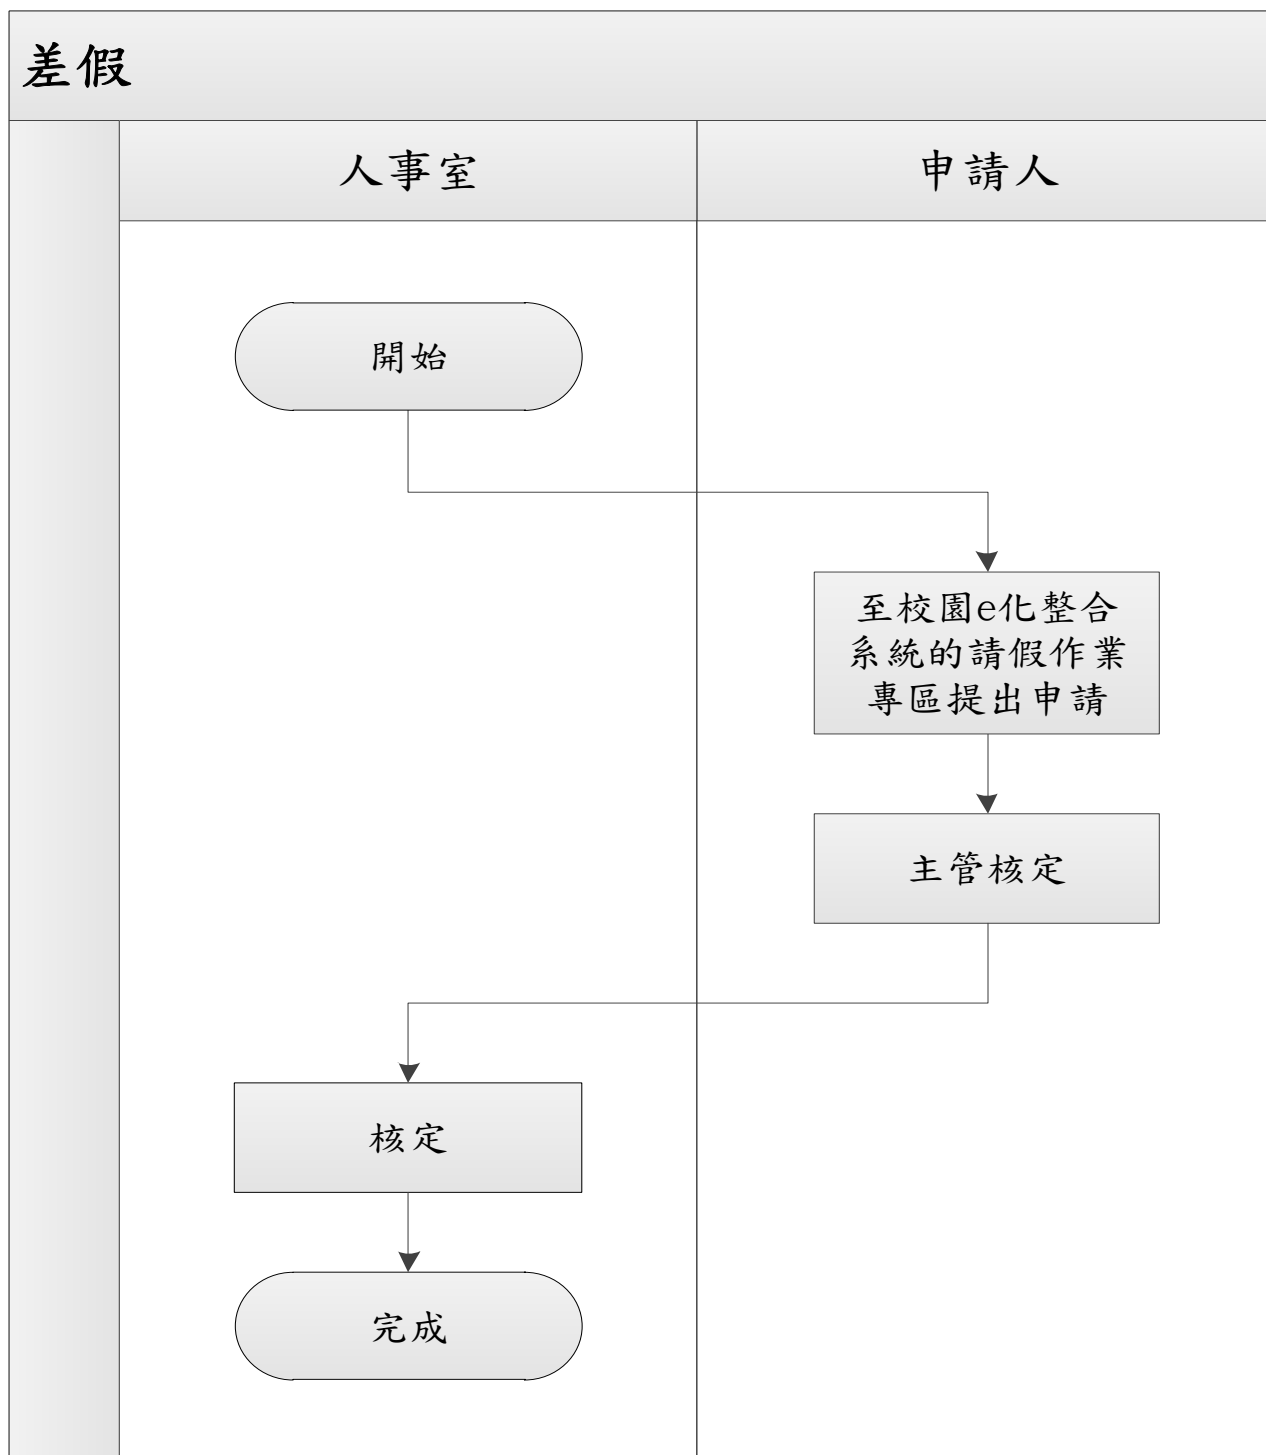 差假
人事室
申請人
開始
至校園e化整合
系統的請假作業
專區提出申請
主管核定
核定
完成